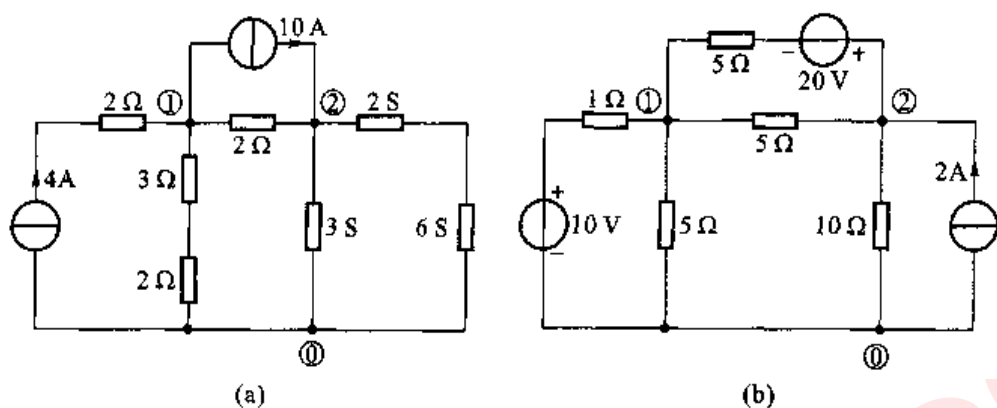 10 A
① 2 Ω ② 2 S
2 Ω
4A 3 Ω
3 S 6 S
2 Ω
⓪
(a)
5 Ω − +
20 V
1 Ω ① ②
5 Ω
+ 2A
10 V 5 Ω 10 Ω
−
⓪
(b)